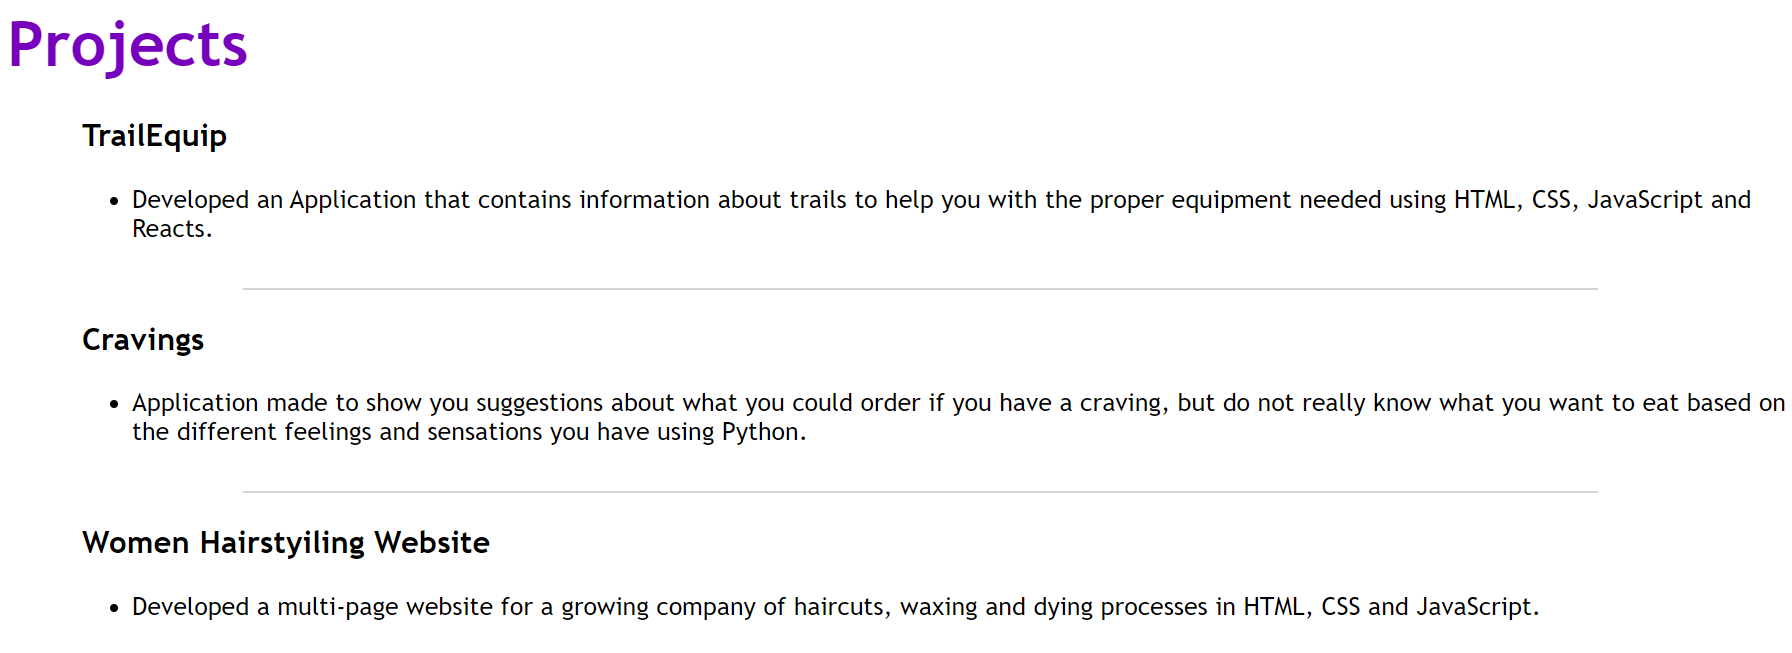 Projects
TrailEquip
• Developed an Application that contains information about trails to help you with the proper equipment needed using HTML, CSS, JavaScript and
Reacts.
Cravings
• Application made to show you suggestions about what you could order if you have a craving, but do not really know what you want to eat based on
the different feelings and sensations you have using Python.
Women Hairstyiling Website
• Developed a multi-page website for a growing company of haircuts, waxing and dying processes in HTML, CSS and JavaScript.